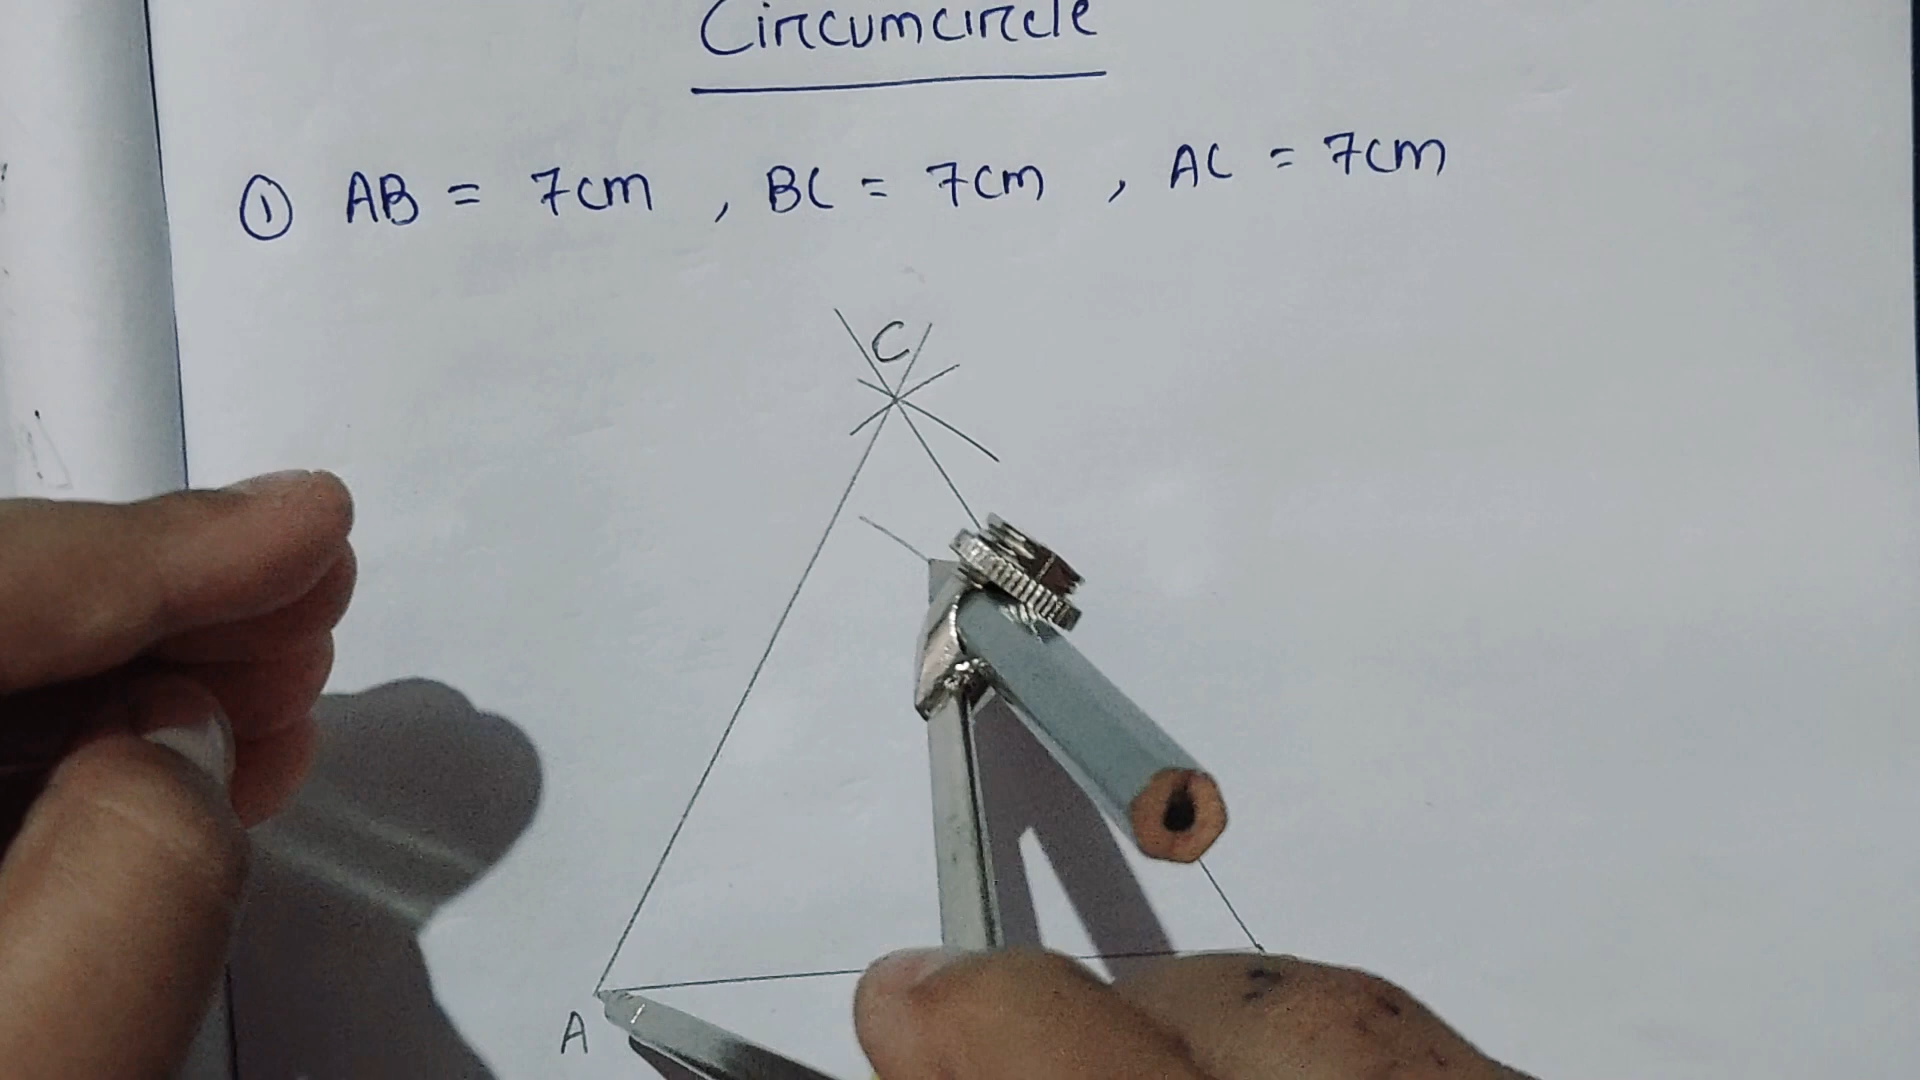 Circumcircle
① AB = 7cm , BC = 7cm , AC = 7cm
C
A